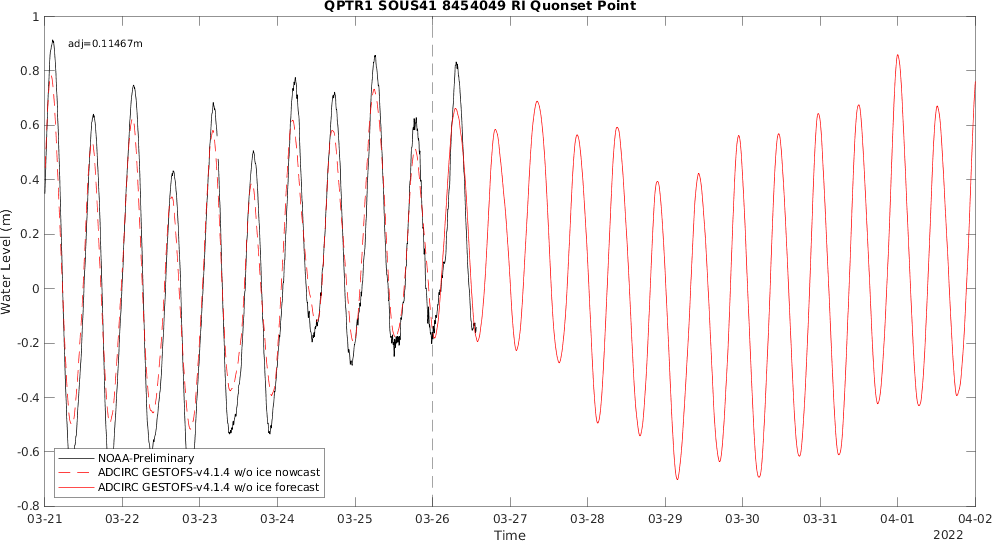 QPTR1 SOUS41 8454049 RI Quonset Point
adj=0.11467m
1
0.8
0.6
0.4
0.2
0
-0.2
-0.4
-0.6
-0.8
Water Level (m)
NOAA-Preliminary
ADCIRC GESTOFS-v4.1.4 w/o ice nowcast
ADCIRC GESTOFS-v4.1.4 w/o ice forecast
03-21 03-22 03-23 03-24 03-25 03-26 03-27 03-28 03-29 03-30 03-31 04-01 04-02
Time
2022